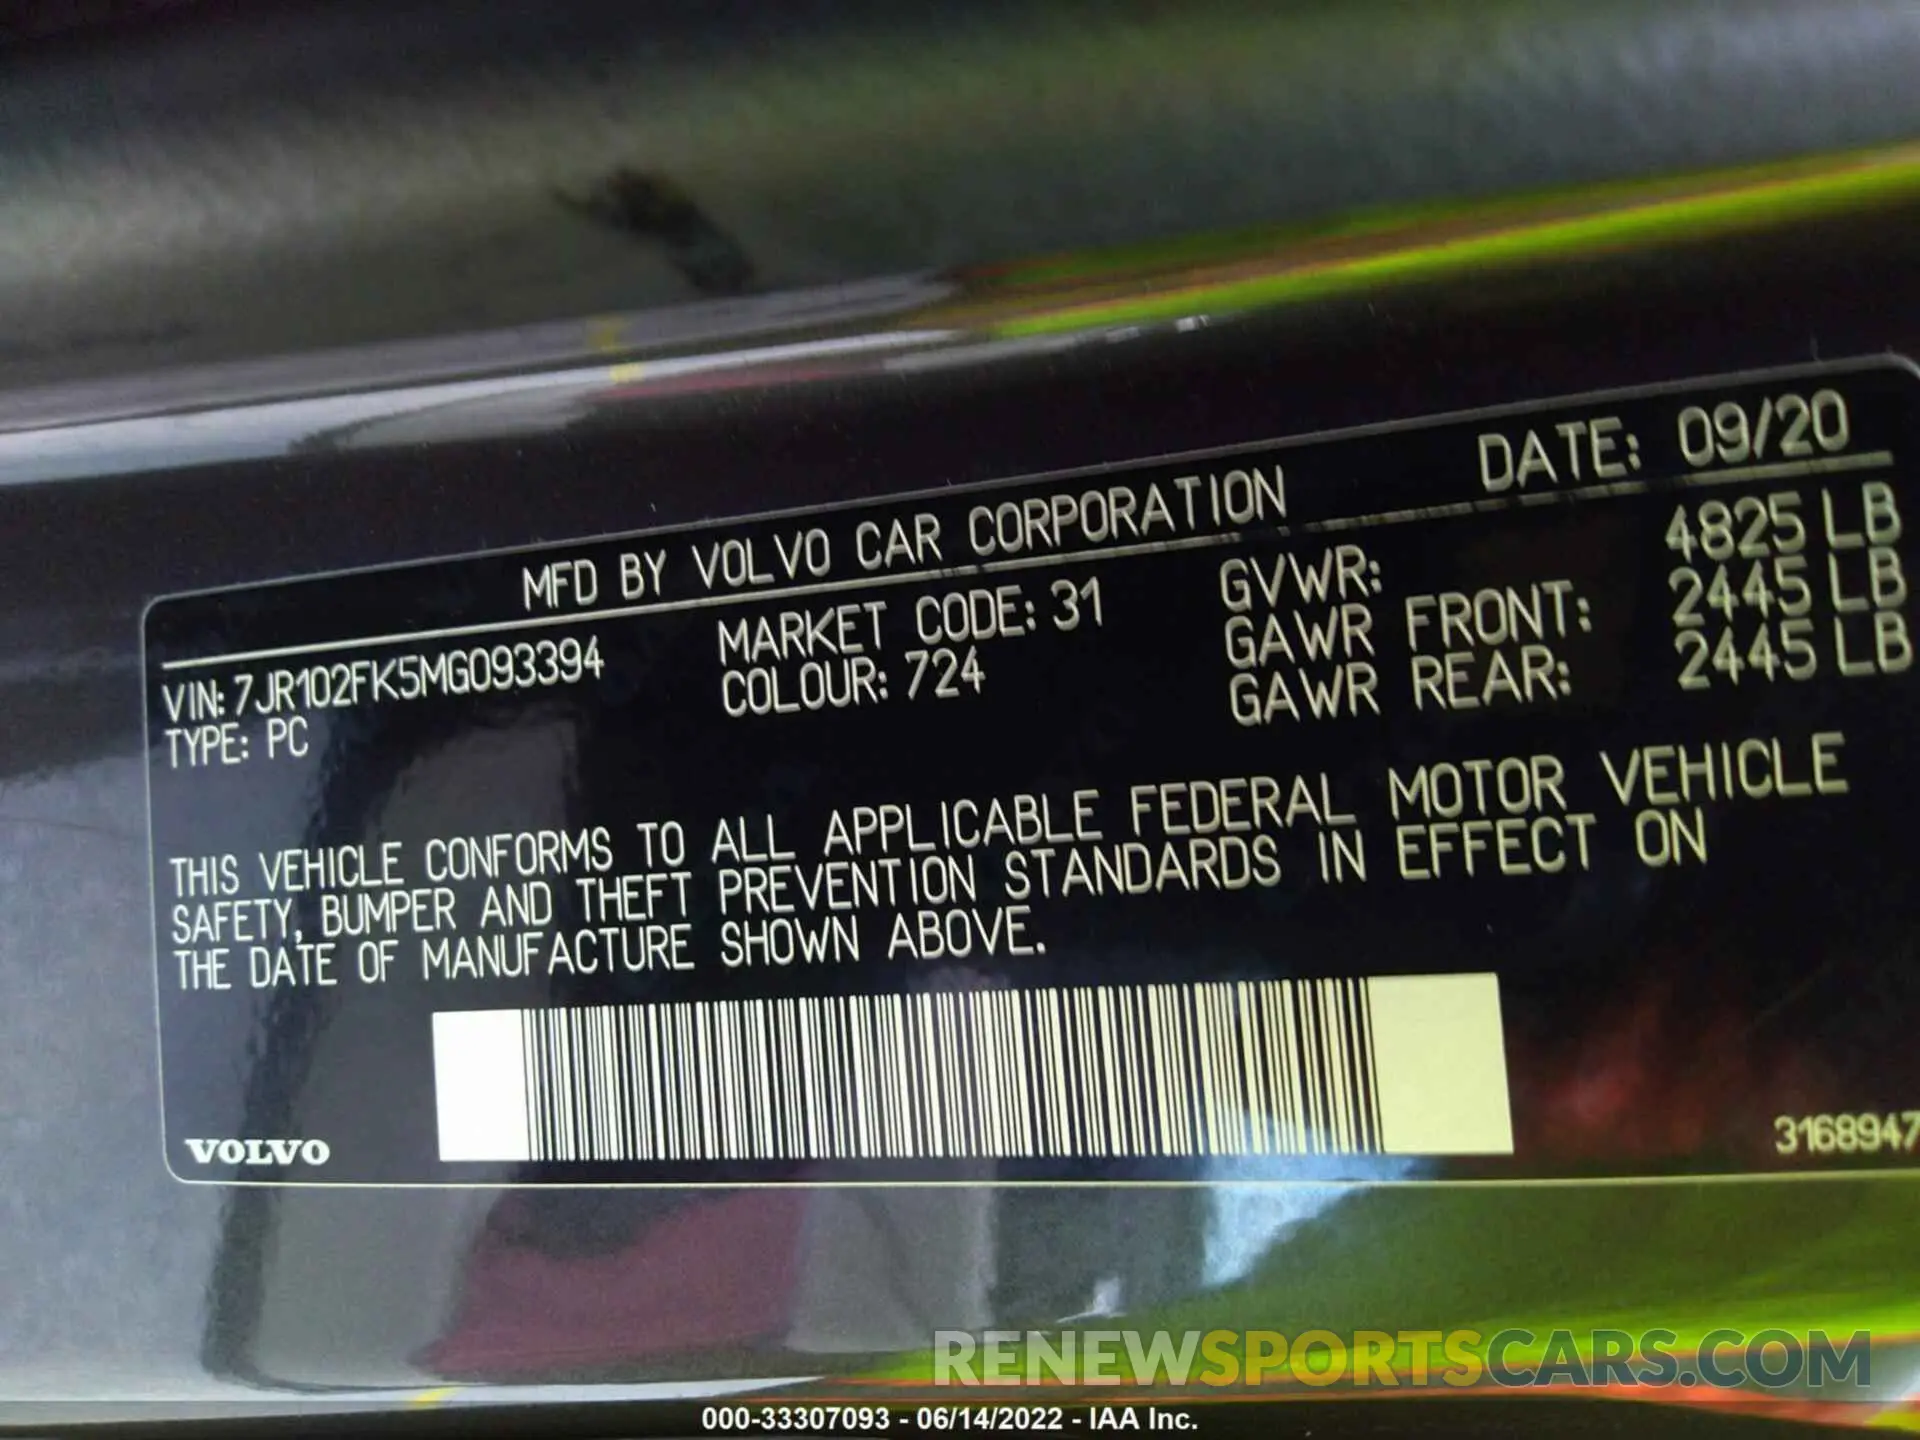 MFD BY VOLVO CAR CORPORATION DATE: 09/20
VIN: 7JR102FK5MG093394 MARKET CODE: 31 GVWR: 4825 LB
TYPE: PC COLOUR: 724 GAWR FRONT: 2445 LB
GAWR REAR: 2445 LB
THIS VEHICLE CONFORMS TO ALL APPLICABLE FEDERAL MOTOR VEHICLE
SAFETY, BUMPER AND THEFT PREVENTION STANDARDS IN EFFECT ON
THE DATE OF MANUFACTURE SHOWN ABOVE.
VOLVO
3168947
RENEWSPORTSCARS.COM
000-33307093 - 06/14/2022 - IAA Inc.